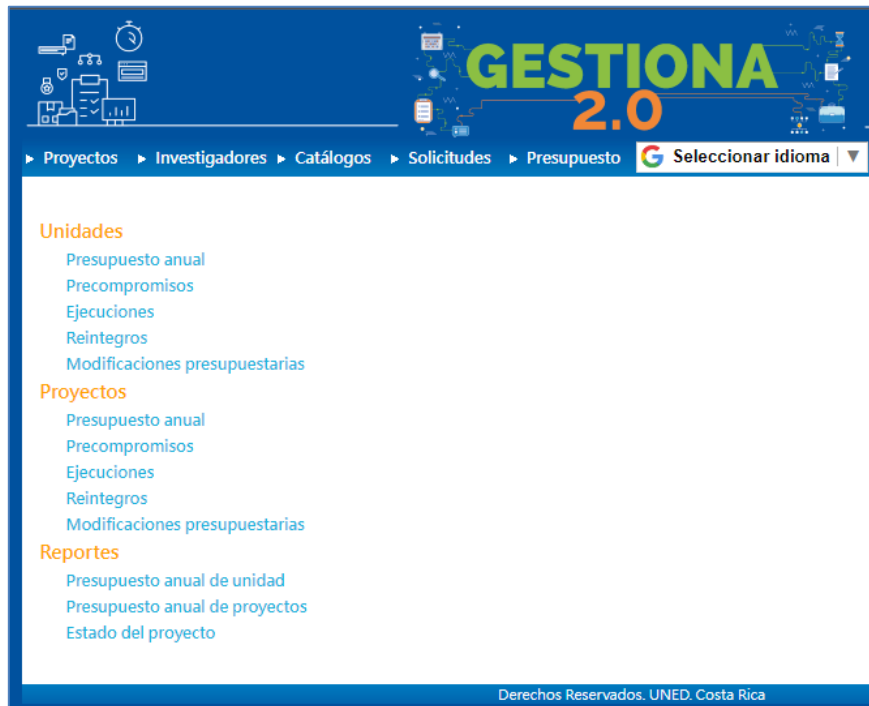 GESTIONA
2.0
Proyectos Investigadores Catálogos Solicitudes Presupuesto G Seleccionar idioma
Unidades
Presupuesto anual
Precompromisos
Ejecuciones
Reintegros
Modificaciones presupuestarias
Proyectos
Presupuesto anual
Precompromisos
Ejecuciones
Reintegros
Modificaciones presupuestarias
Reportes
Presupuesto anual de unidad
Presupuesto anual de proyectos
Estado del proyecto
Derechos Reservados. UNED. Costa Rica